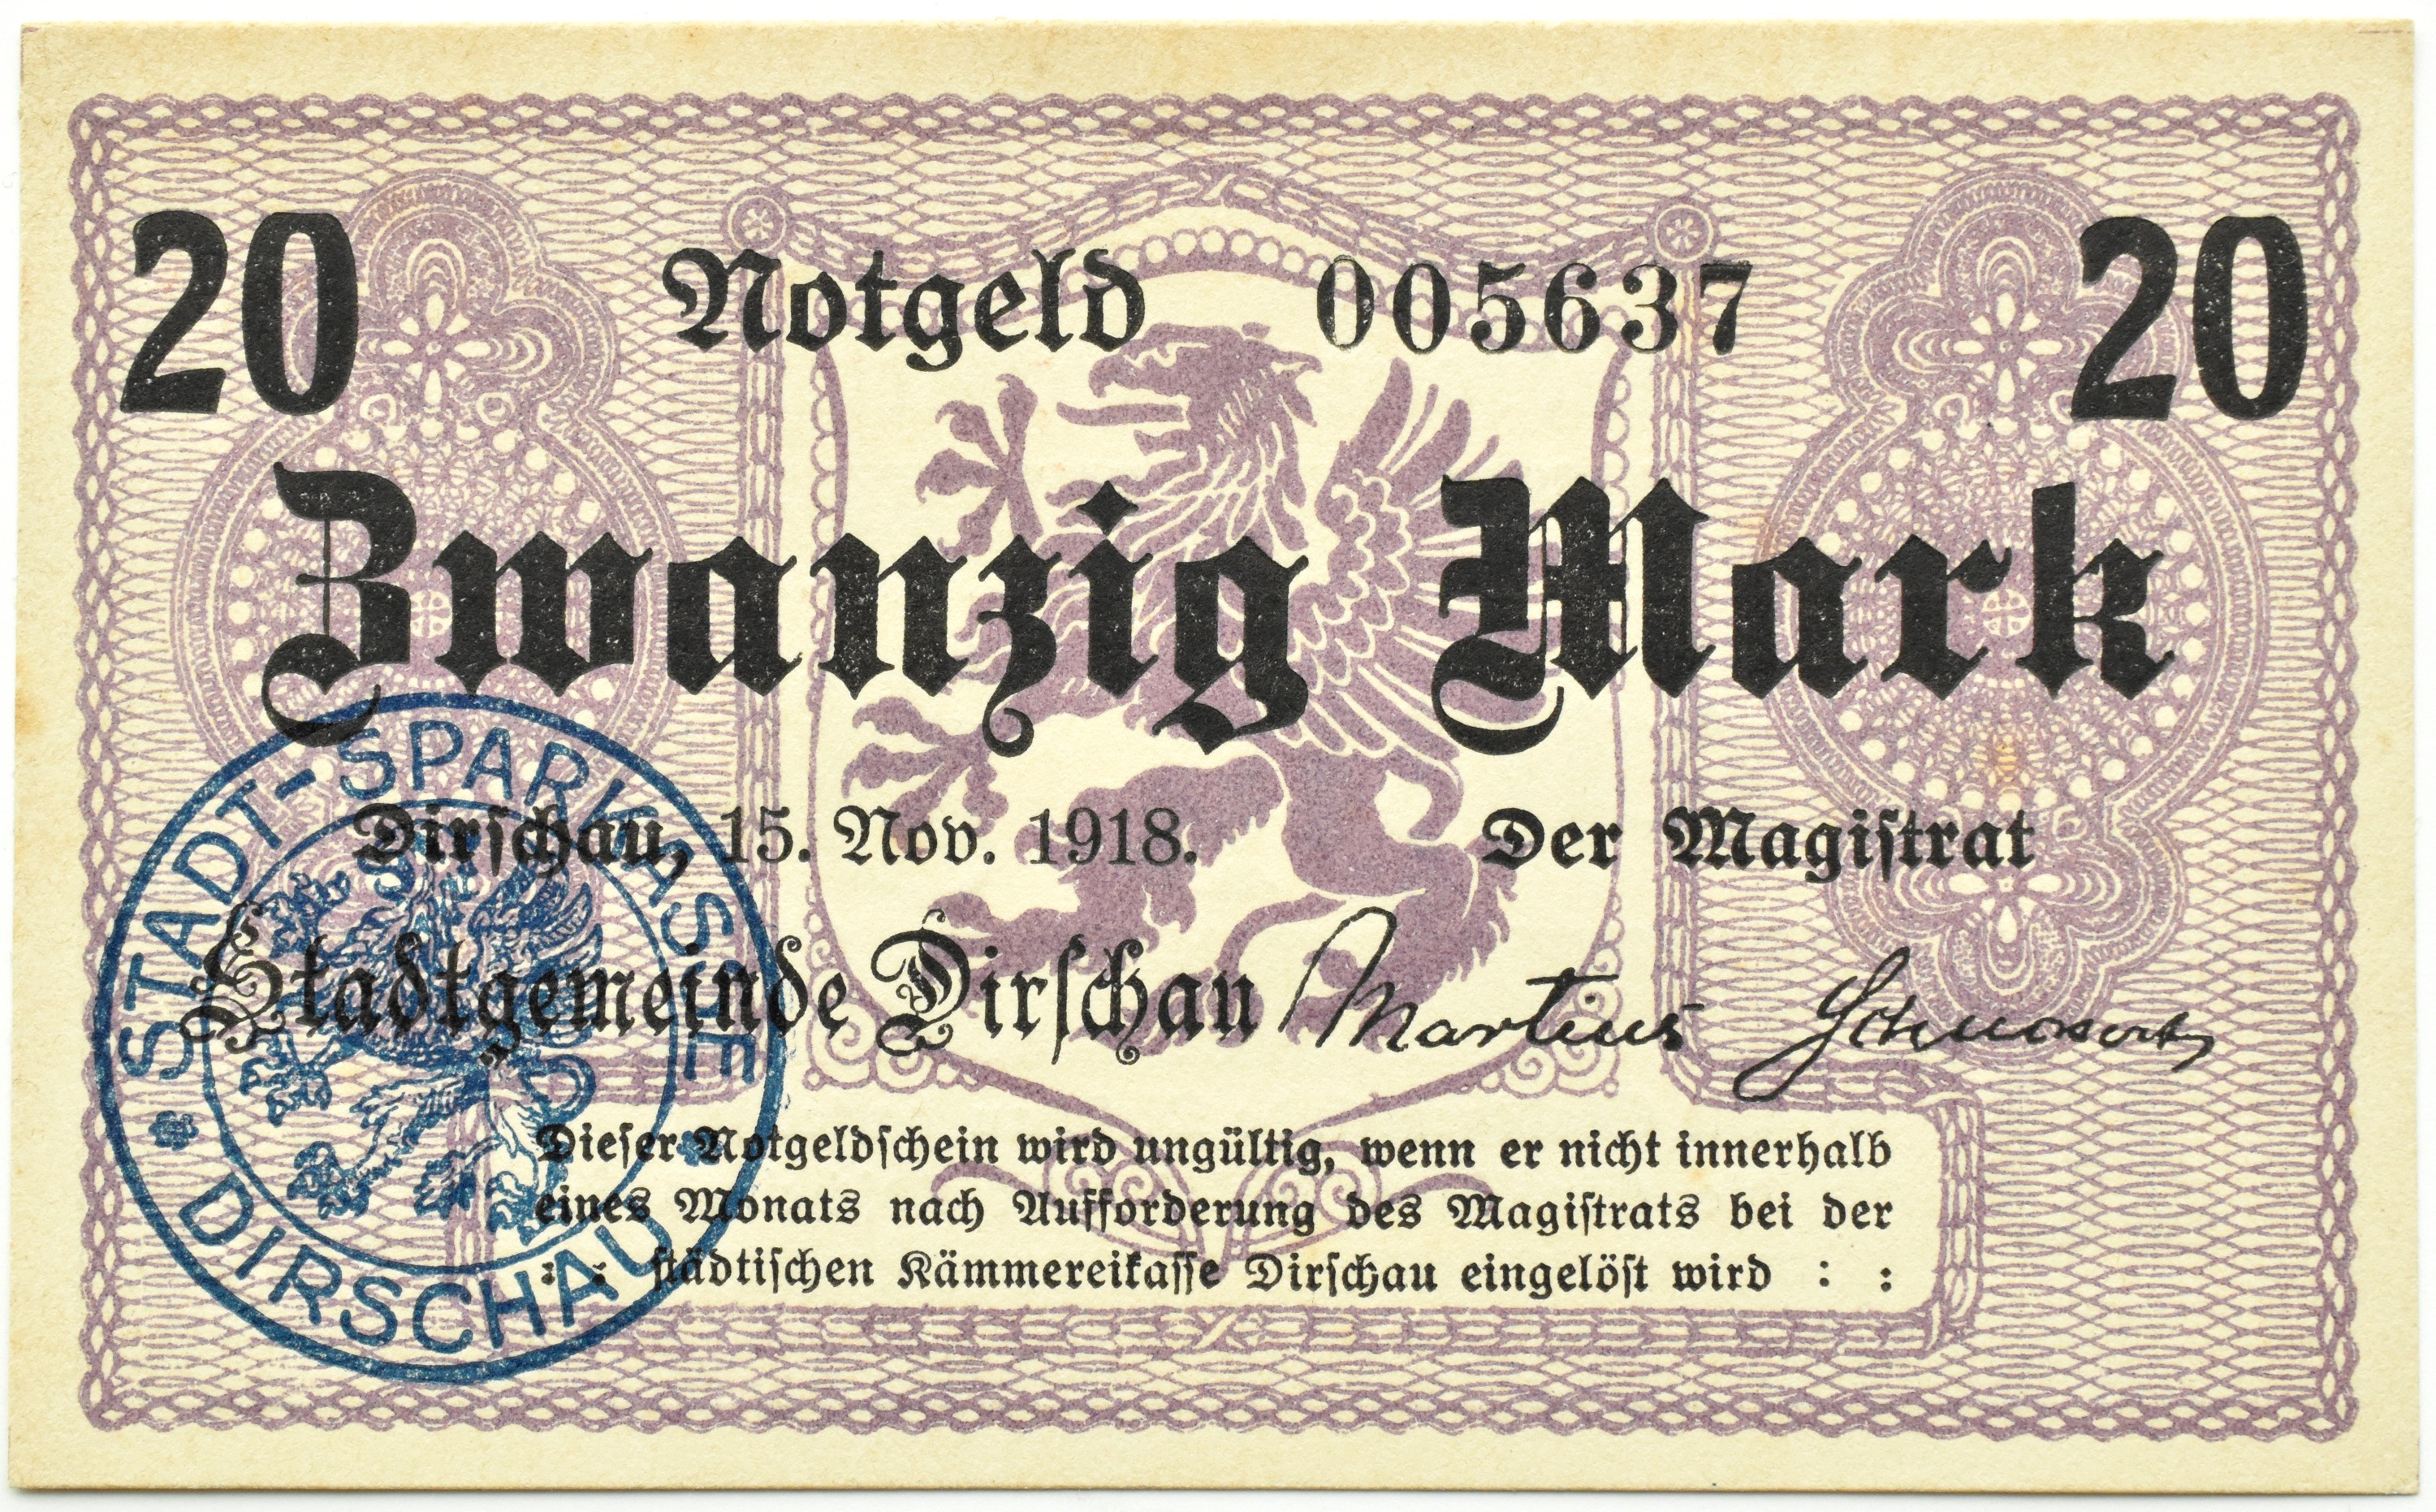 20 Notgeld 005637 20
Zwanzig Mark
STADT-SPARKASSE
* DIRSCHAU *
Dirschau, 15. Nov. 1918. Der Magistrat
Stadtgemeinde Dirschau Martius
Dieser Notgeldschein wird ungültig, wenn er nicht innerhalb
eines Monats nach Aufforderung des Magistrats bei der
: : städtischen Kämmereikasse Dirschau eingelöst wird : :